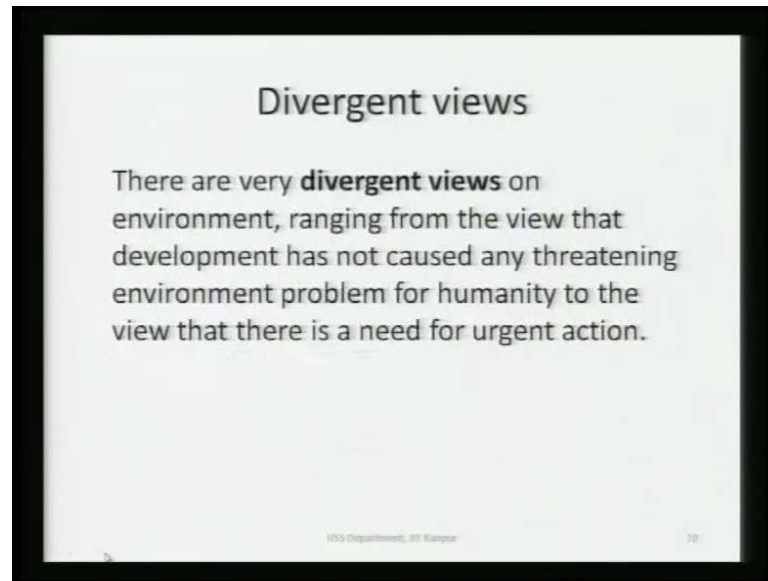 Divergent views
There are very divergent views on
environment, ranging from the view that
development has not caused any threatening
environment problem for humanity to the
view that there is a need for urgent action.
HSS Department, IIT Kanpur